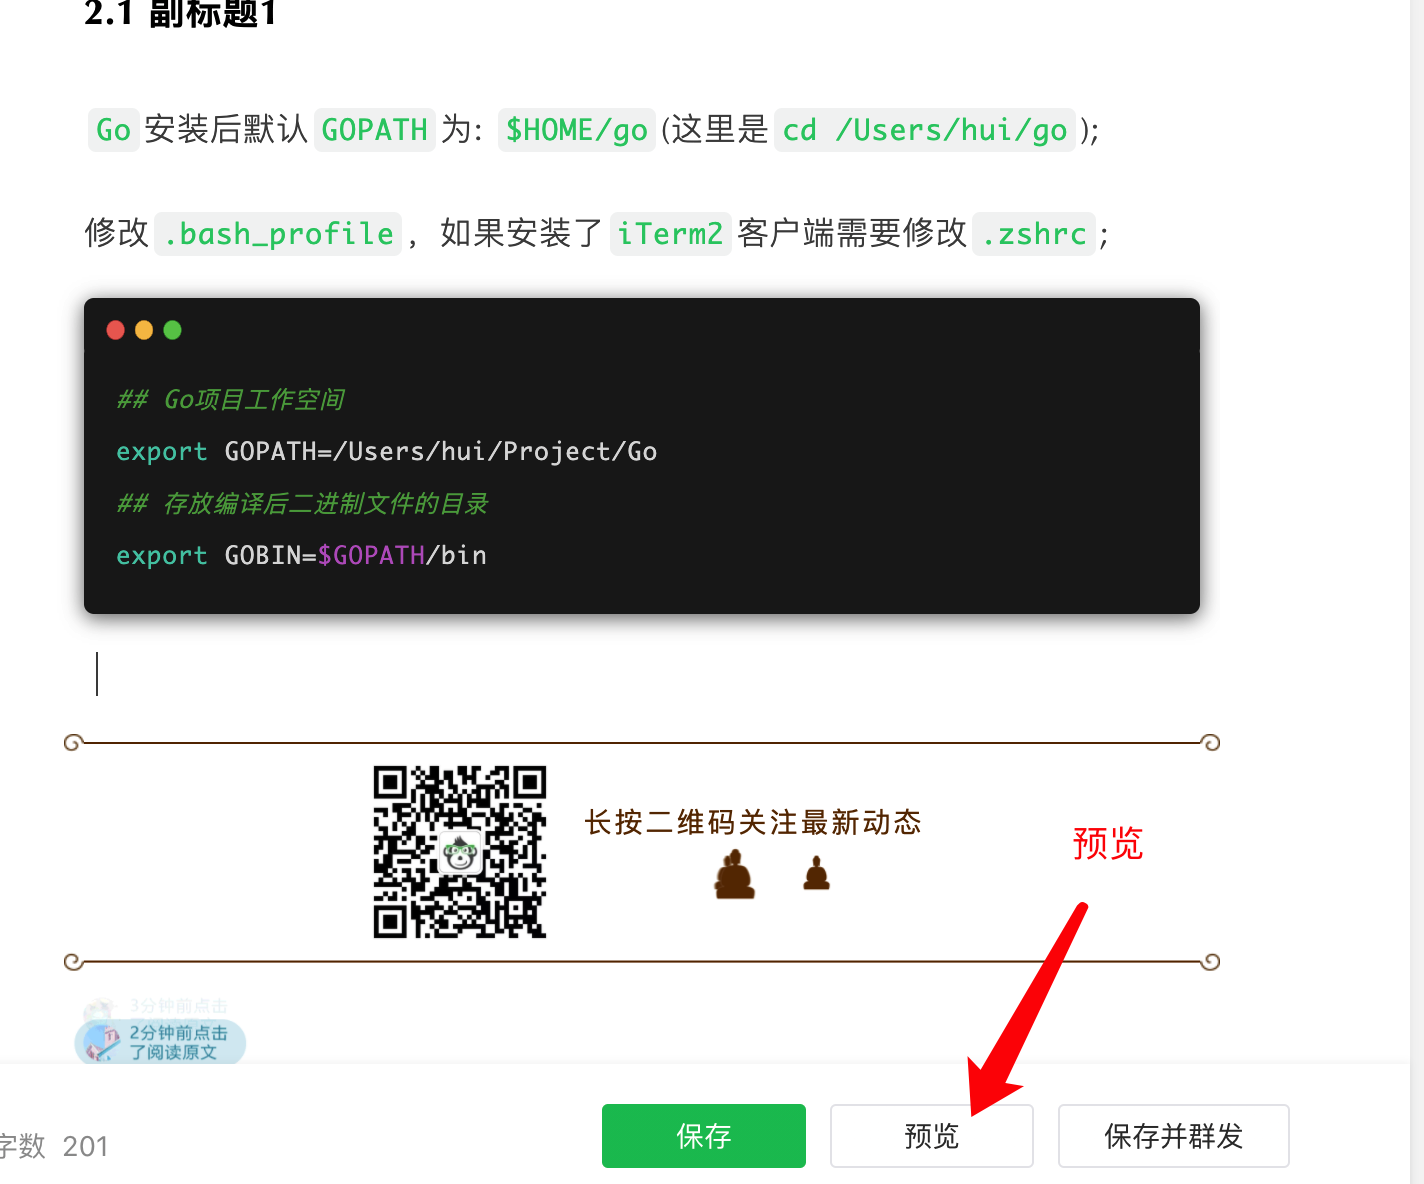 2.1 副标题1
Go 安装后默认 GOPATH 为: $HOME/go (这里是 cd /Users/hui/go );
修改 .bash_profile ，如果安装了 iTerm2 客户端需要修改 .zshrc ;
## Go项目工作空间
export GOPATH=/Users/hui/Project/Go
## 存放编译后二进制文件的目录
export GOBIN=$GOPATH/bin
长按二维码关注最新动态
预览
3分钟前点击
2分钟前点击
了阅读原文
字数 201
保存
预览
保存并群发